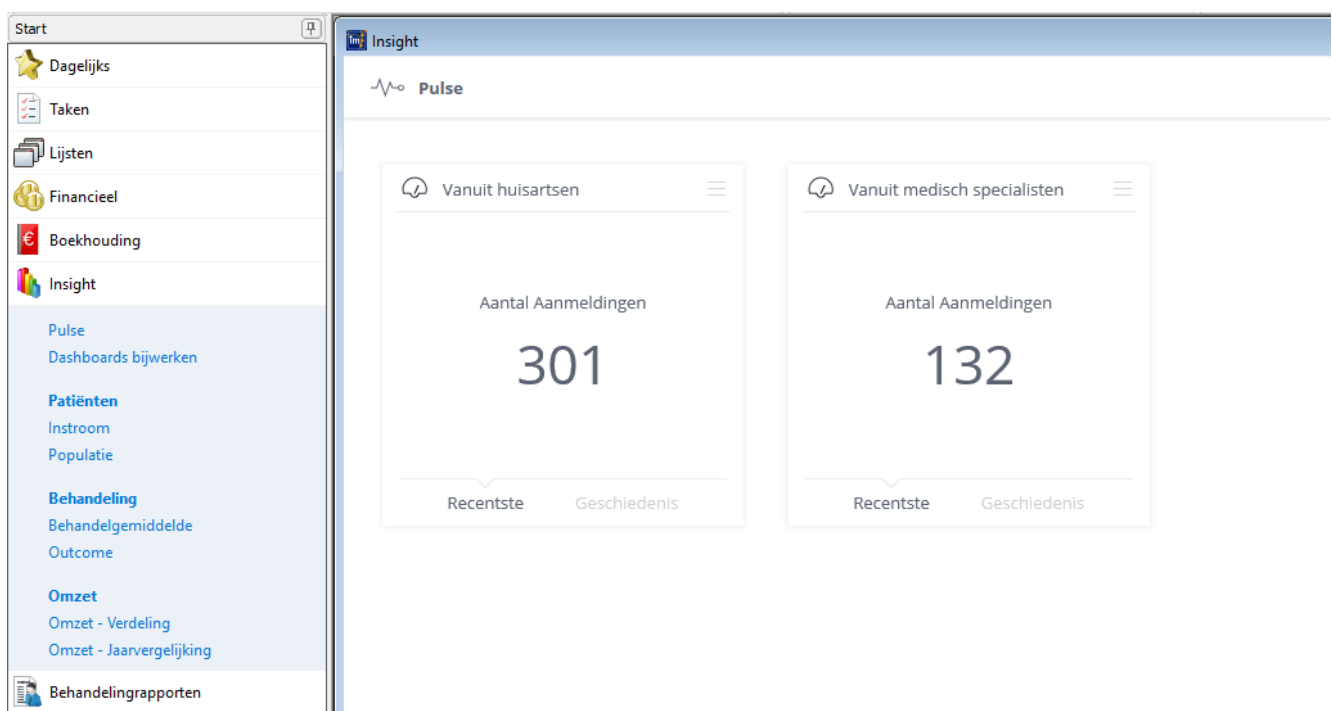 Start
Dagelijks
Taken
Lijsten
Financieel
Boekhouding
Insight
Pulse
Dashboards bijwerken
Patiënten
Instroom
Populatie
Behandeling
Behandelgemiddelde
Outcome
Omzet
Omzet - Verdeling
Omzet - Jaarvergelijking
Behandelingrapporten
Tm Insight
Pulse
Vanuit huisartsen
Aantal Aanmeldingen
301
Recentste Geschiedenis
Vanuit medisch specialisten
Aantal Aanmeldingen
132
Recentste Geschiedenis